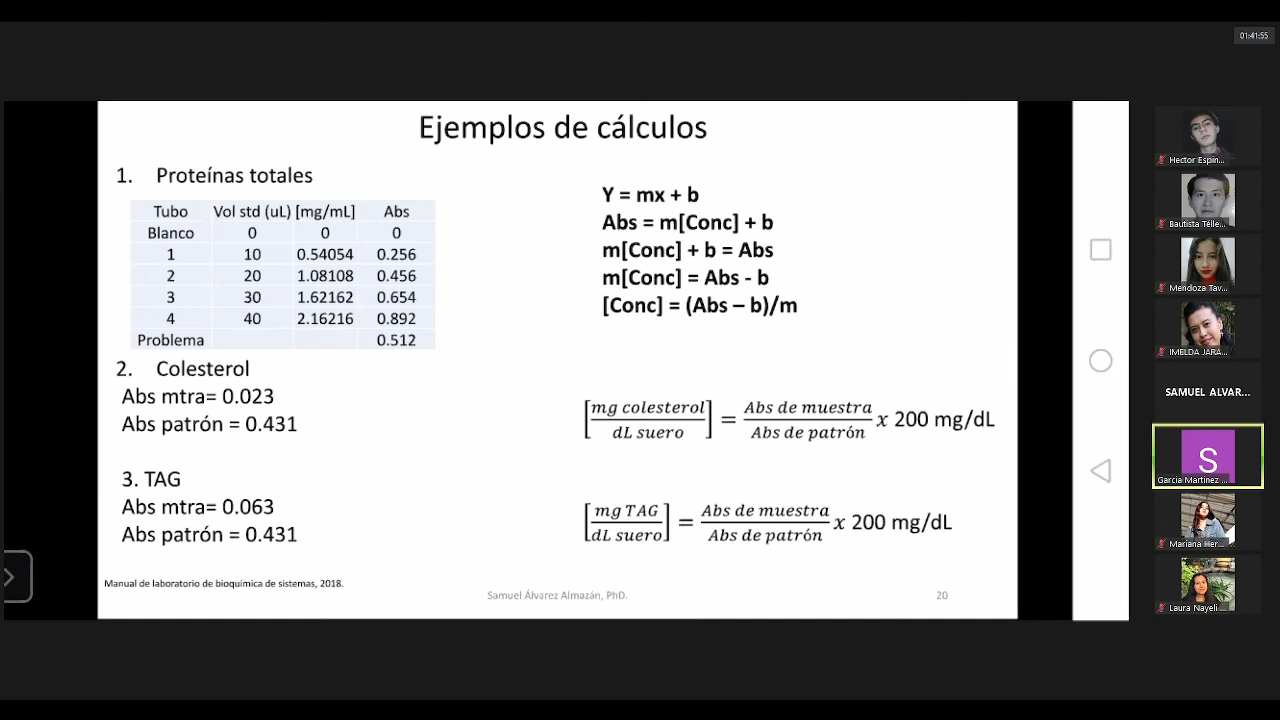 01:41:55
Ejemplos de cálculos
1. Proteínas totales
Tubo Vol std (uL) [mg/mL] Abs
Blanco 0 0 0
1 10 0.54054 0.256
2 20 1.08108 0.456
3 30 1.62162 0.654
4 40 2.16216 0.892
Problema 0.512
Y = mx + b
Abs = m[Conc] + b
m[Conc] + b = Abs
m[Conc] = Abs - b
[Conc] = (Abs – b)/m
2. Colesterol
Abs mtra= 0.023
Abs patrón = 0.431
[mg colesterol / dL suero] = Abs de muestra / Abs de patrón x 200 mg/dL
3. TAG
Abs mtra= 0.063
Abs patrón = 0.431
[mg TAG / dL suero] = Abs de muestra / Abs de patrón x 200 mg/dL
Manual de laboratorio de bioquímica de sistemas, 2018.
Samuel Álvarez Almazán, PhD.
20
Hector Espin...
Bautista Télle...
Mendoza Tav...
IMELDA JARA...
SAMUEL ALVAR...
S
Garcia Martinez ...
Mariana Her...
Laura Nayeli ...